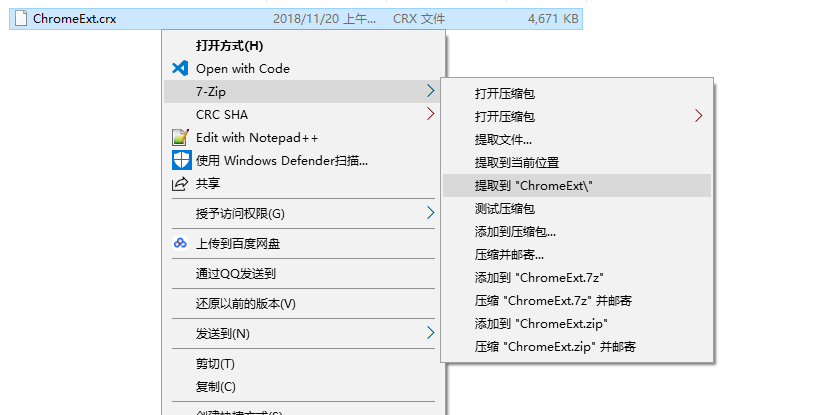 ChromeExt.crx 2018/11/20 上午... CRX 文件 4,671 KB
打开方式(H)
Open with Code
7-Zip
CRC SHA
Edit with Notepad++
使用 Windows Defender扫描...
共享
授予访问权限(G)
上传到百度网盘
通过QQ发送到
还原以前的版本(V)
发送到(N)
剪切(T)
复制(C)
创建快捷方式(S)
打开压缩包
打开压缩包
提取文件...
提取到当前位置
提取到 "ChromeExt\"
测试压缩包
添加到压缩包...
压缩并邮寄...
添加到 "ChromeExt.7z"
压缩 "ChromeExt.7z" 并邮寄
添加到 "ChromeExt.zip"
压缩 "ChromeExt.zip" 并邮寄